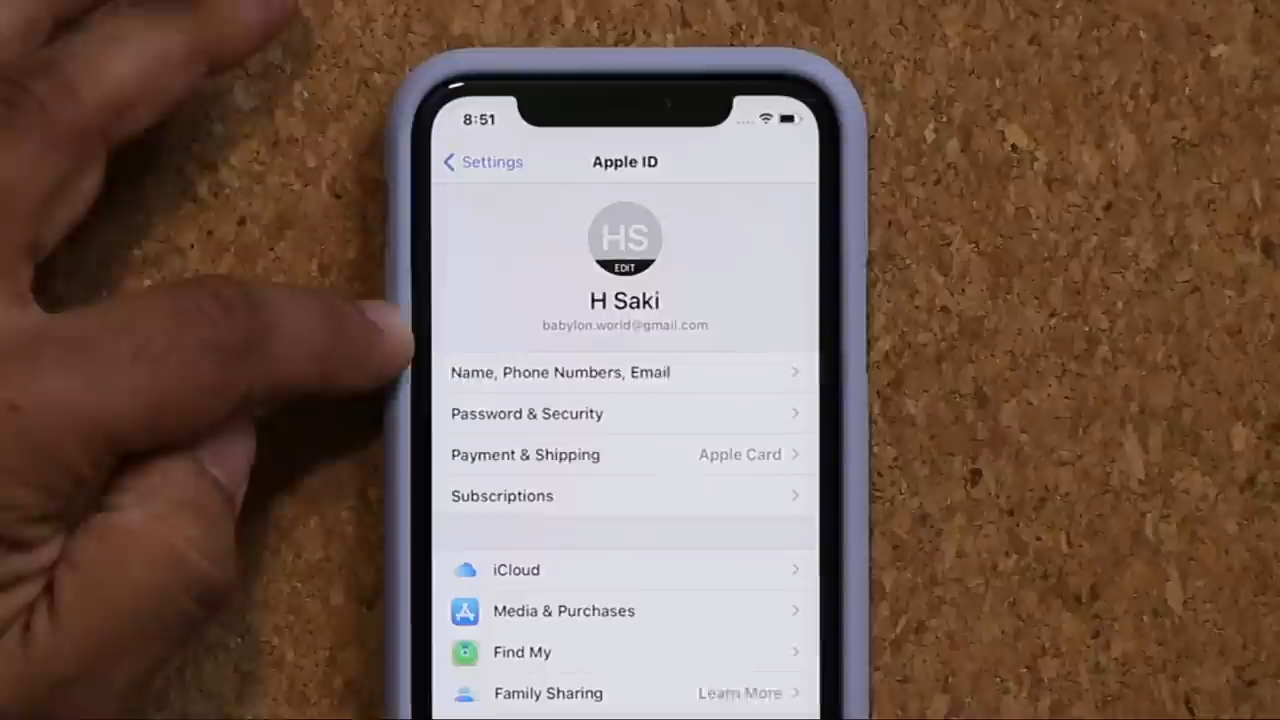 8:51
Settings
Apple ID
HS
EDIT
H Saki
babylon.world@gmail.com
Name, Phone Numbers, Email
Password & Security
Payment & Shipping Apple Card
Subscriptions
iCloud
Media & Purchases
Find My
Family Sharing Learn More